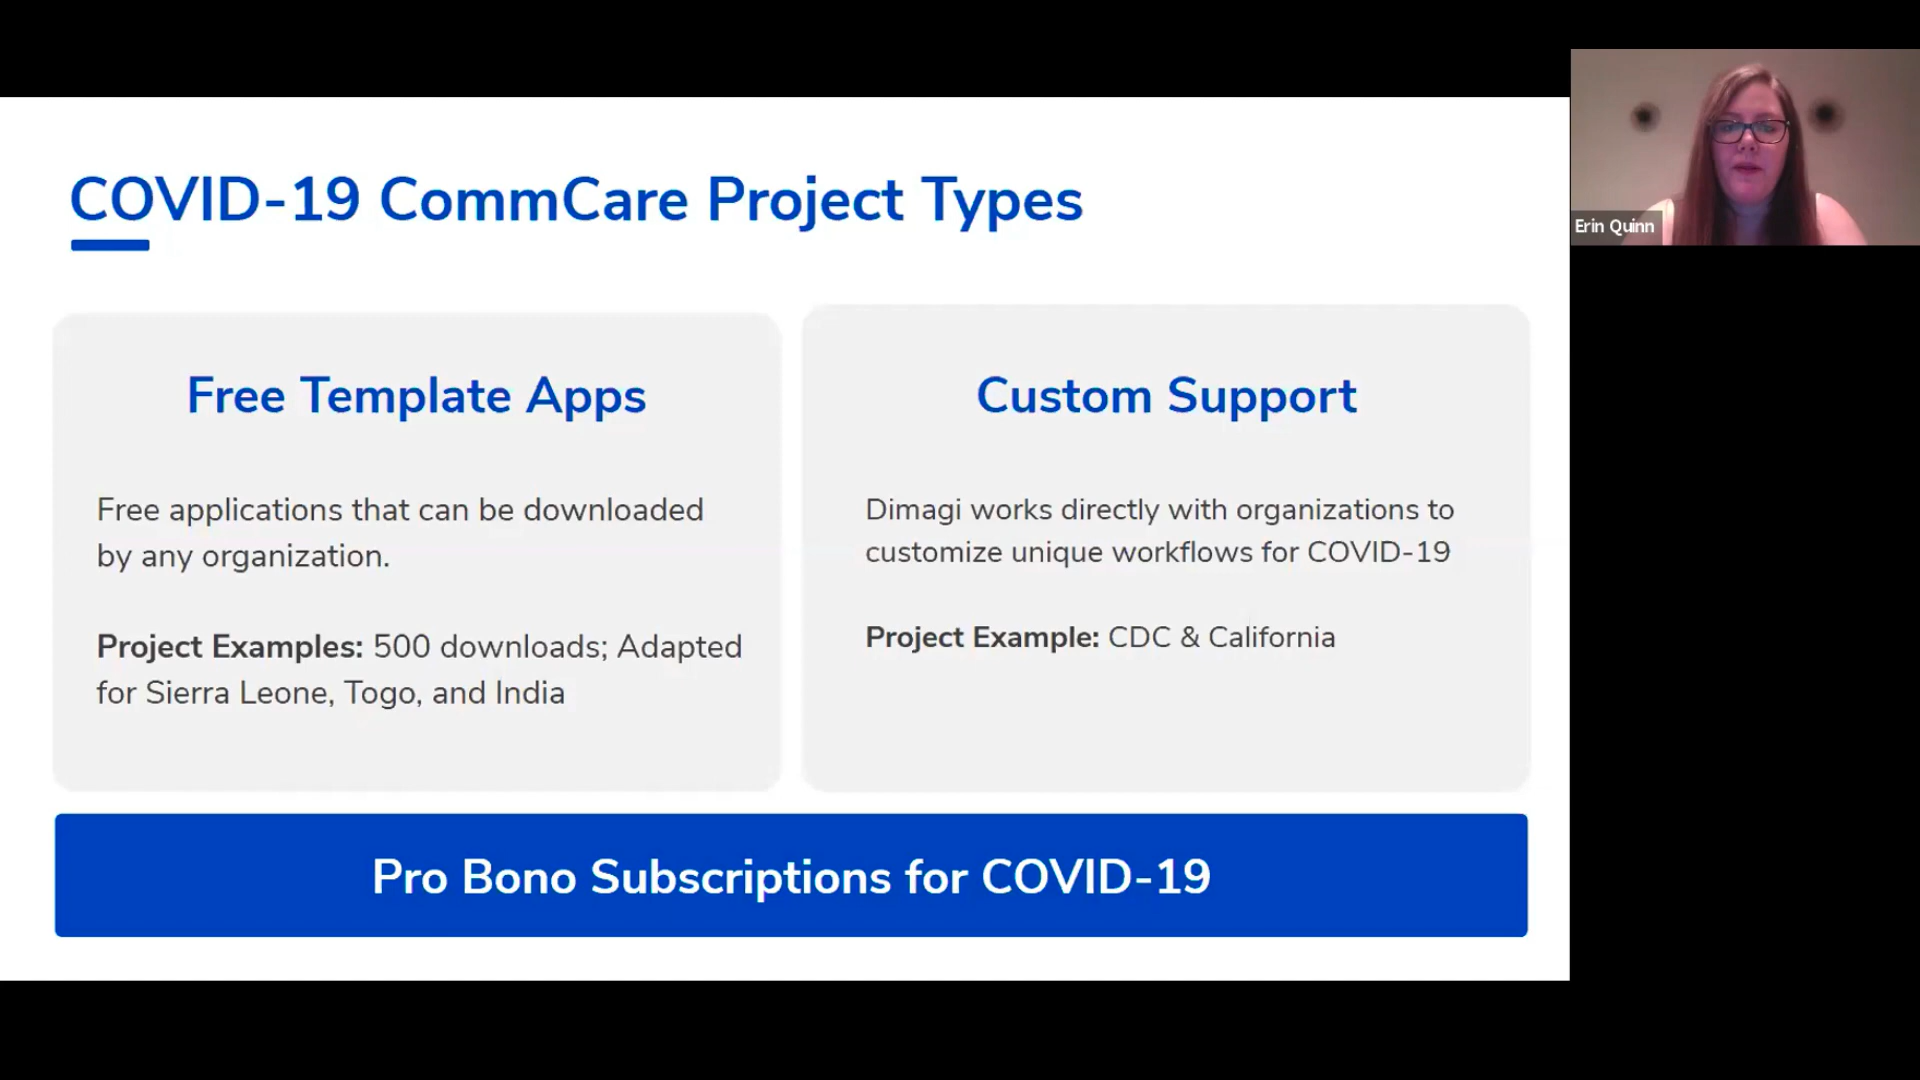 COVID-19 CommCare Project Types
Free Template Apps
Free applications that can be downloaded
by any organization.
Project Examples: 500 downloads; Adapted
for Sierra Leone, Togo, and India
Custom Support
Dimagi works directly with organizations to
customize unique workflows for COVID-19
Project Example: CDC & California
Pro Bono Subscriptions for COVID-19
Erin Quinn